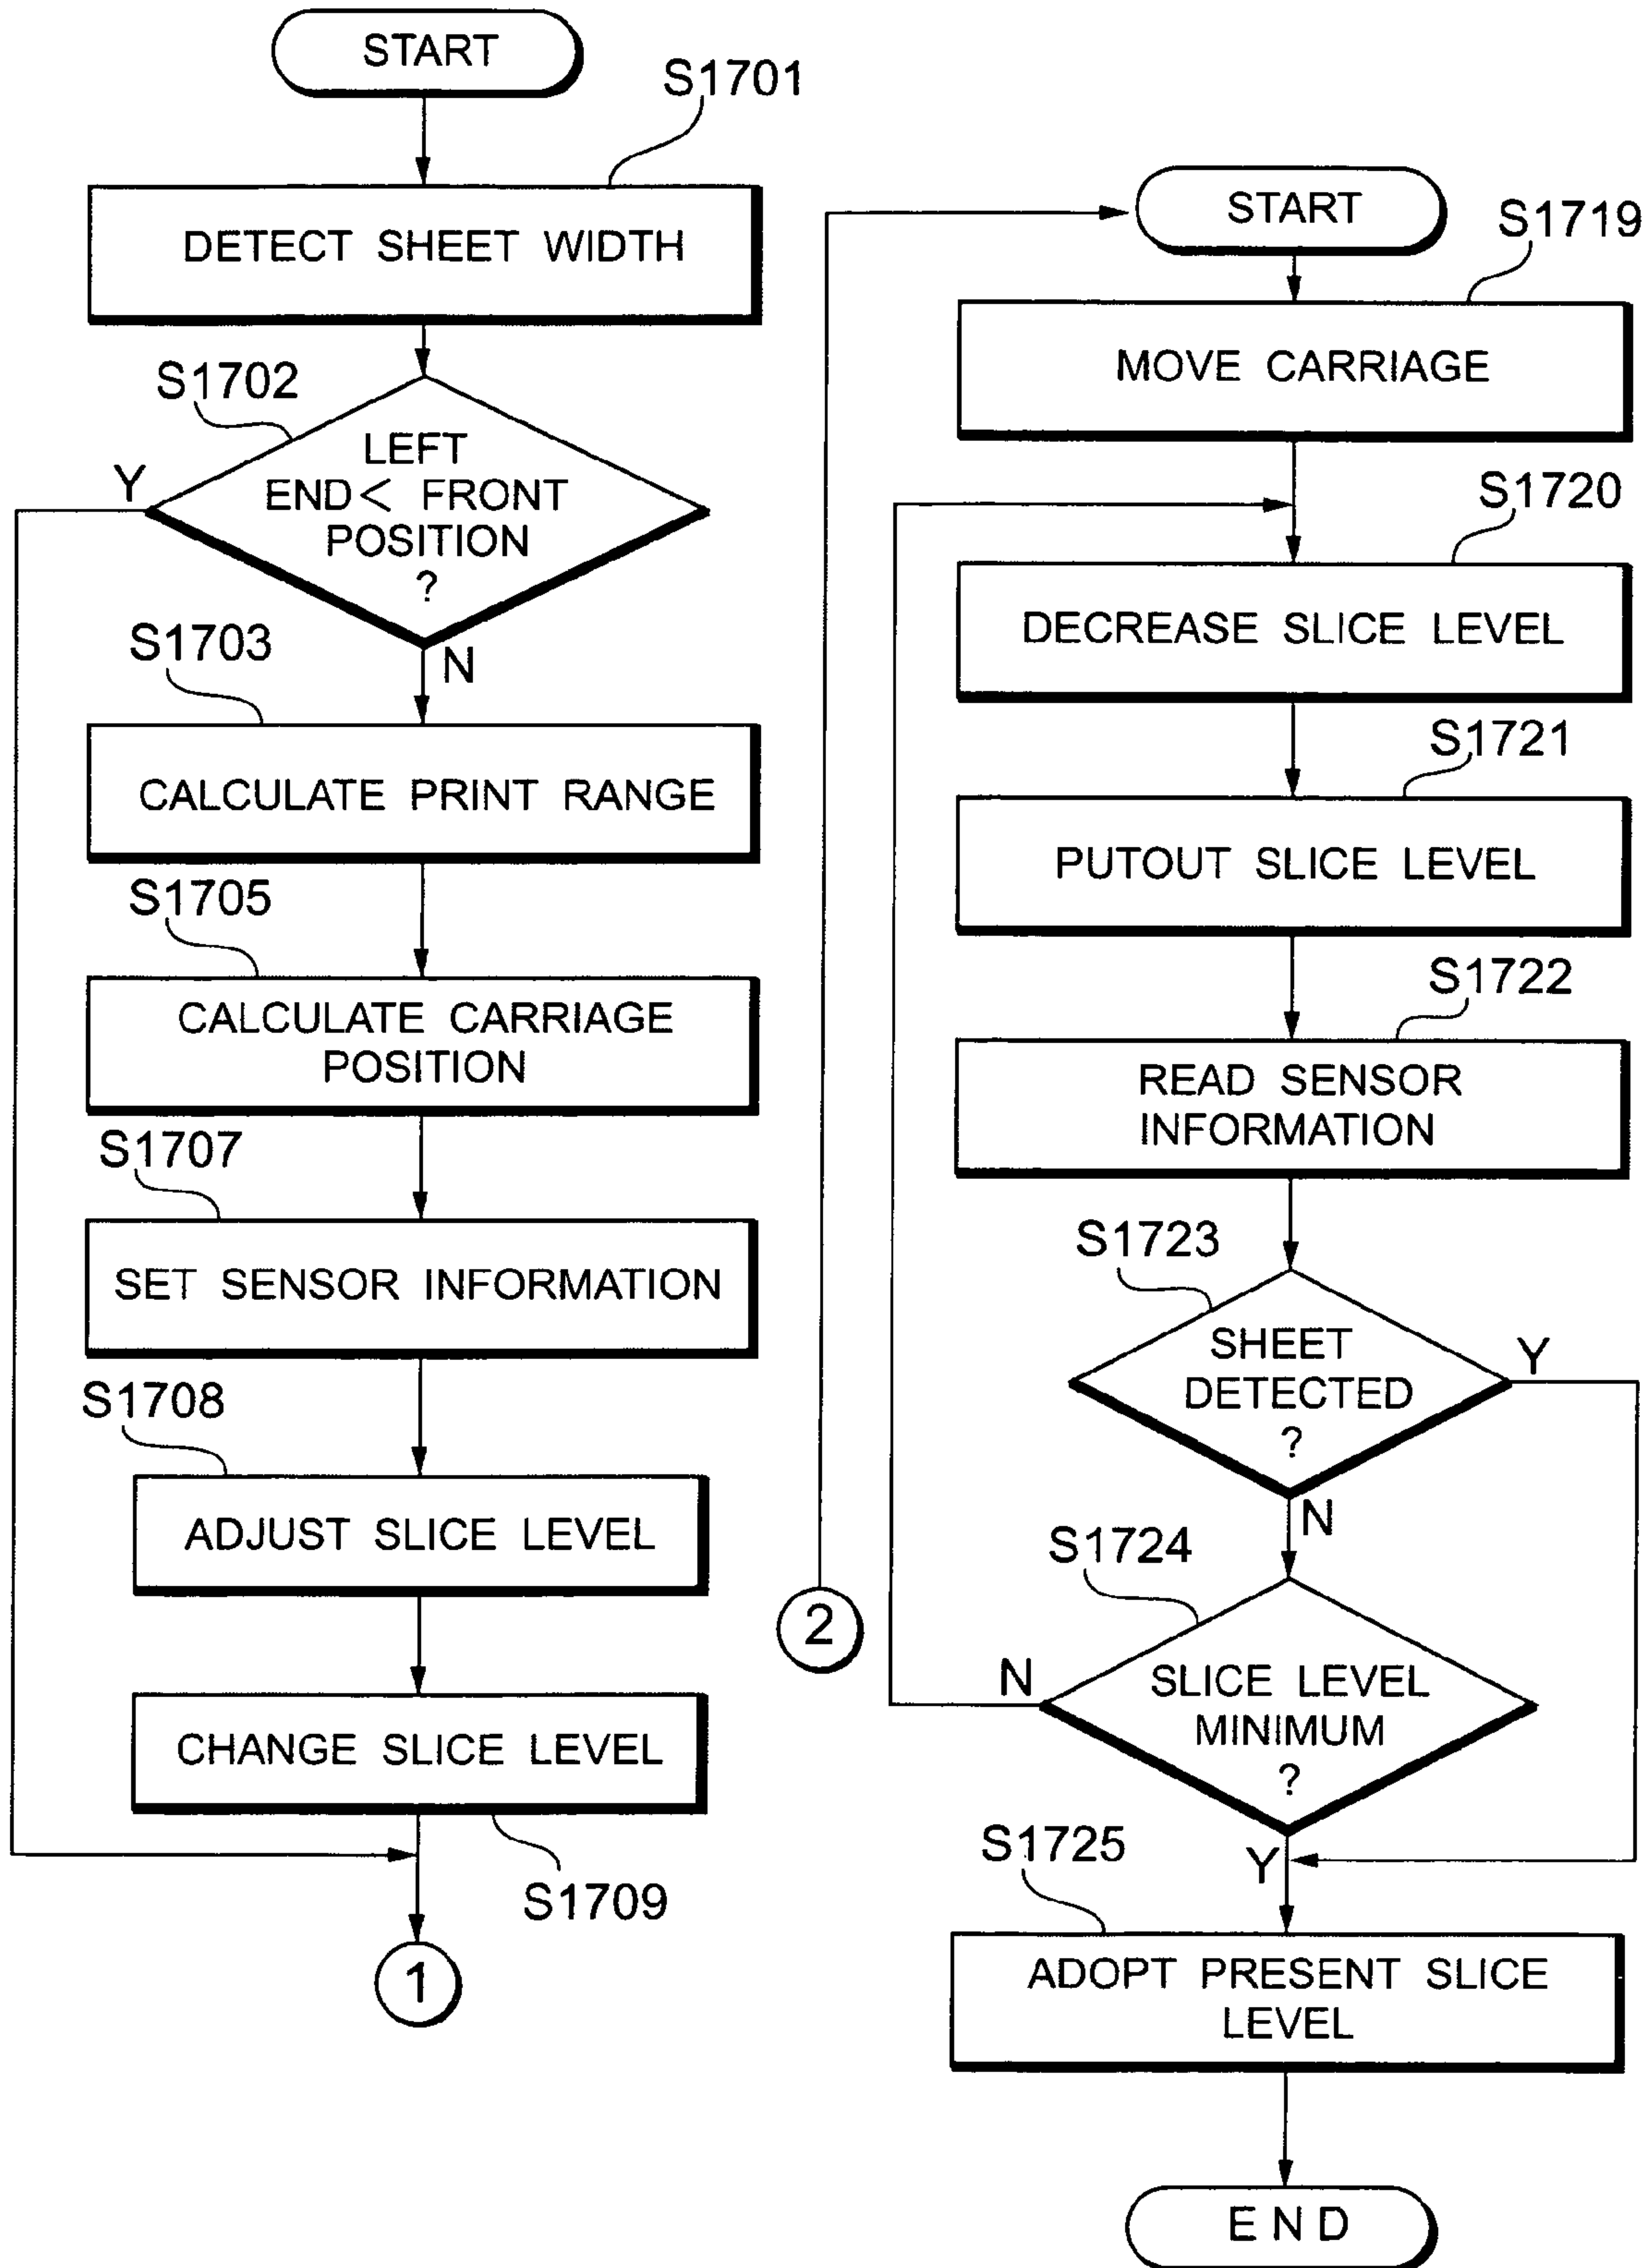 START
S1701
DETECT SHEET WIDTH
S1702
LEFT
END< FRONT
POSITION
?
Y
N
S1703
CALCULATE PRINT RANGE
S1705
CALCULATE CARRIAGE
POSITION
S1707
SET SENSOR INFORMATION
S1708
ADJUST SLICE LEVEL
CHANGE SLICE LEVEL
S1709
1
2
START
S1719
MOVE CARRIAGE
S1720
DECREASE SLICE LEVEL
S1721
PUTOUT SLICE LEVEL
S1722
READ SENSOR
INFORMATION
S1723
SHEET
DETECTED
?
Y
N
S1724
SLICE LEVEL
MINIMUM
?
N
Y
S1725
ADOPT PRESENT SLICE
LEVEL
END